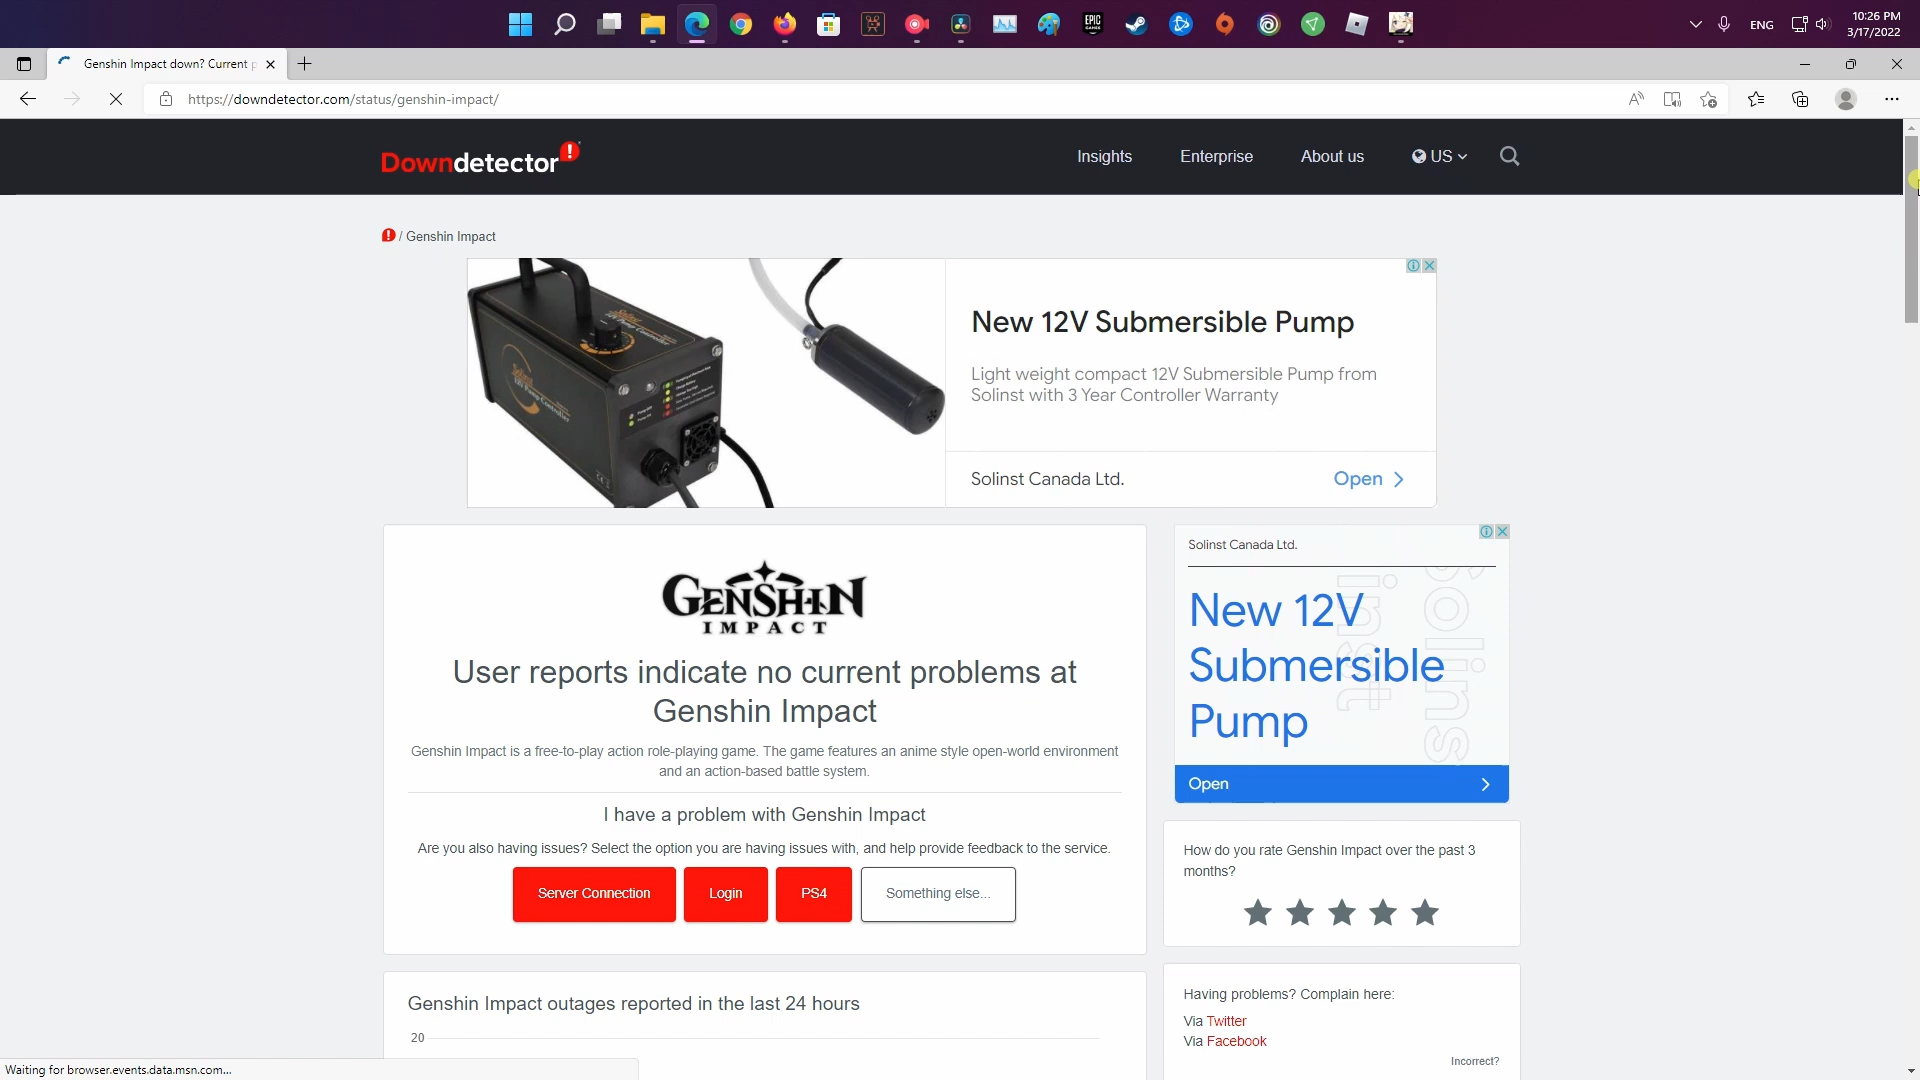 EPIC
GAMES
ENG
10:26 PM
3/17/2022
Genshin Impact down? Current p
https://downdetector.com/status/genshin-impact/
Downdetector
Insights
Enterprise
About us
US
/ Genshin Impact
New 12V Submersible Pump
Light weight compact 12V Submersible Pump from
Solinst with 3 Year Controller Warranty
Solinst Canada Ltd.
Open
GENSHIN
IMPACT
User reports indicate no current problems at
Genshin Impact
Genshin Impact is a free-to-play action role-playing game. The game features an anime style open-world environment
and an action-based battle system.
I have a problem with Genshin Impact
Are you also having issues? Select the option you are having issues with, and help provide feedback to the service.
Server Connection
Login
PS4
Something else...
Genshin Impact outages reported in the last 24 hours
20
Solinst Canada Ltd.
New 12V
Submersible
Pump
Solinst
Open
How do you rate Genshin Impact over the past 3
months?
Having problems? Complain here:
Via Twitter
Via Facebook
Incorrect?
Waiting for browser.events.data.msn.com...